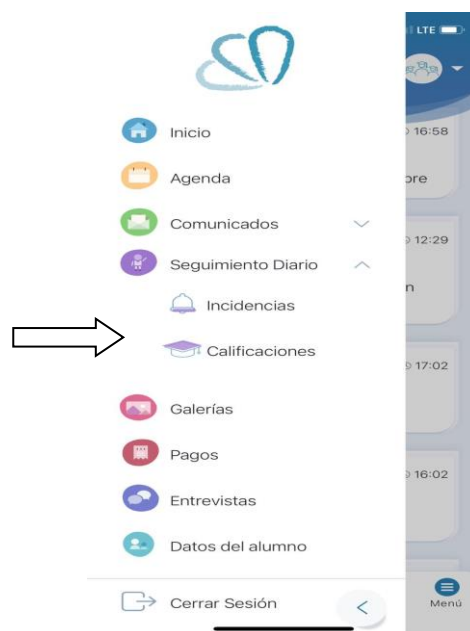 LTE
Inicio
16:58
Agenda
bre
Comunicados
12:29
Seguimiento Diario
n
Incidencias
Calificaciones
17:02
Galerías
Pagos
16:02
Entrevistas
Datos del alumno
Cerrar Sesión
Menú